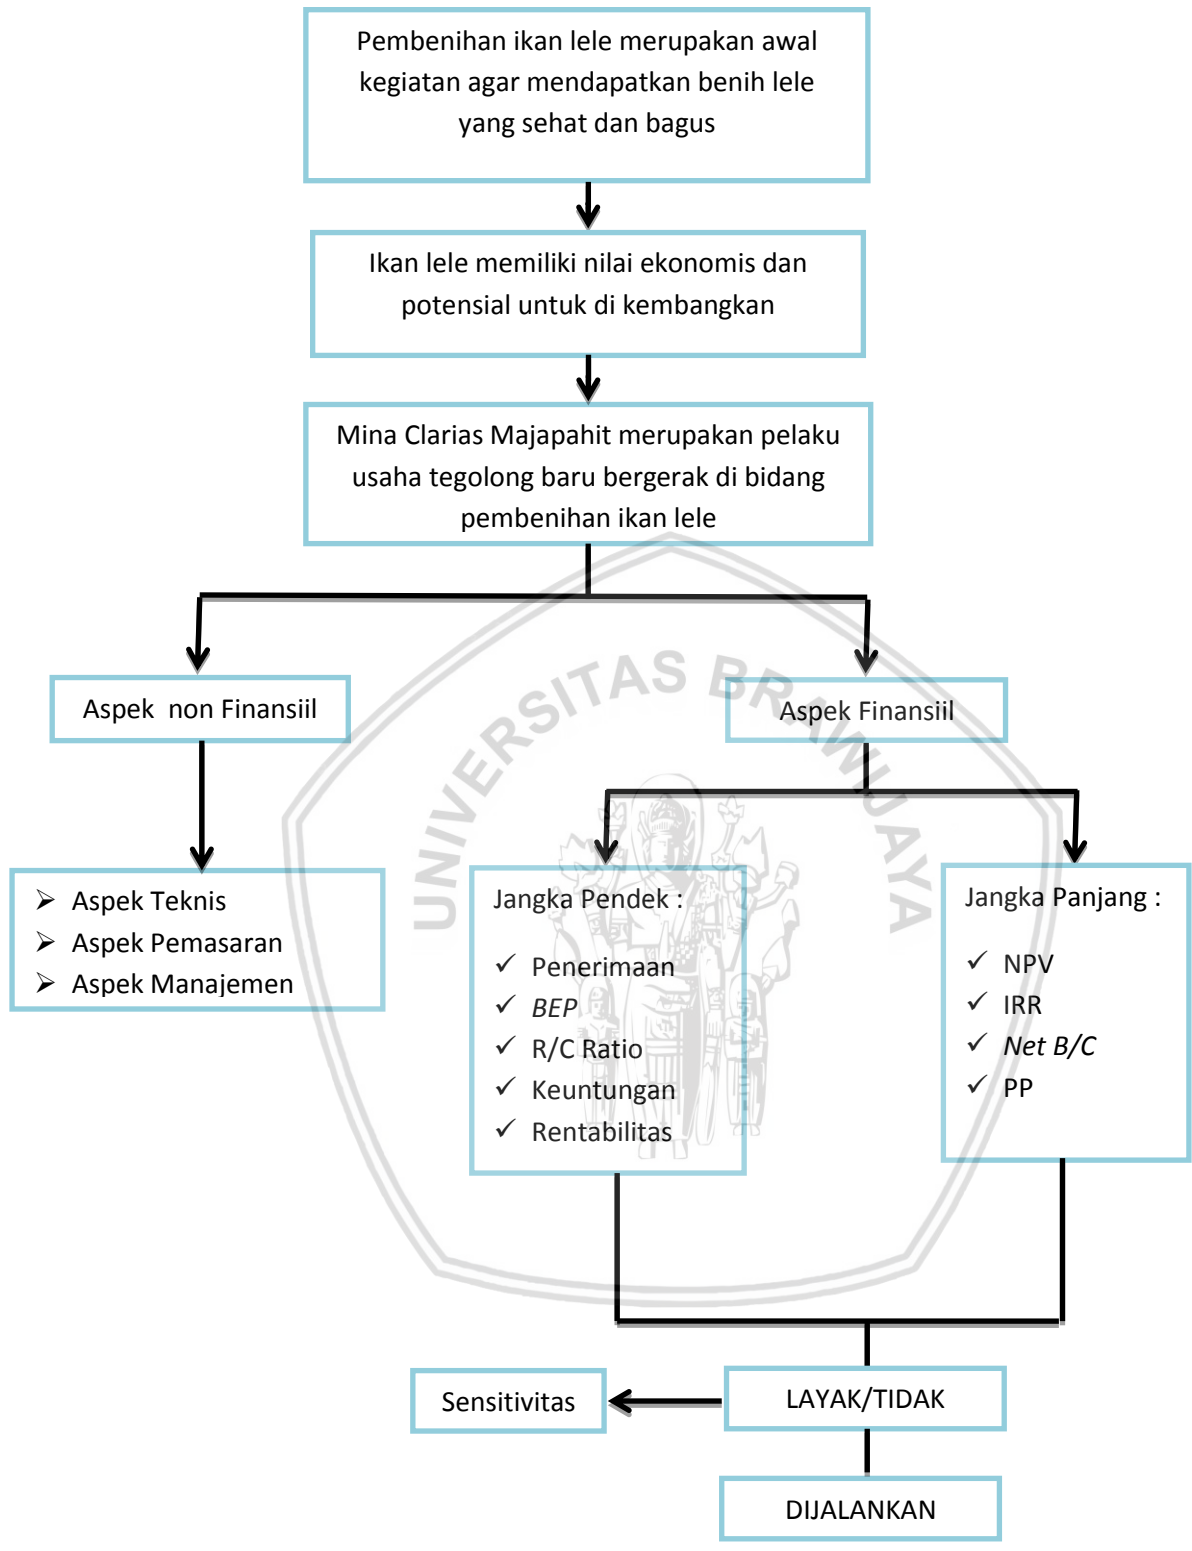 Pembenihan ikan lele merupakan awal
kegiatan agar mendapatkan benih lele
yang sehat dan bagus
Ikan lele memiliki nilai ekonomis dan
potensial untuk di kembangkan
Mina Clarias Majapahit merupakan pelaku
usaha tegolong baru bergerak di bidang
pembenihan ikan lele
UNIVERSITAS BRAWIJAYA
Aspek non Finansiil
Aspek Finansiil
➢ Aspek Teknis
➢ Aspek Pemasaran
➢ Aspek Manajemen
Jangka Pendek :
✓ Penerimaan
✓ BEP
✓ R/C Ratio
✓ Keuntungan
✓ Rentabilitas
Jangka Panjang :
✓ NPV
✓ IRR
✓ Net B/C
✓ PP
Sensitivitas
LAYAK/TIDAK
DIJALANKAN